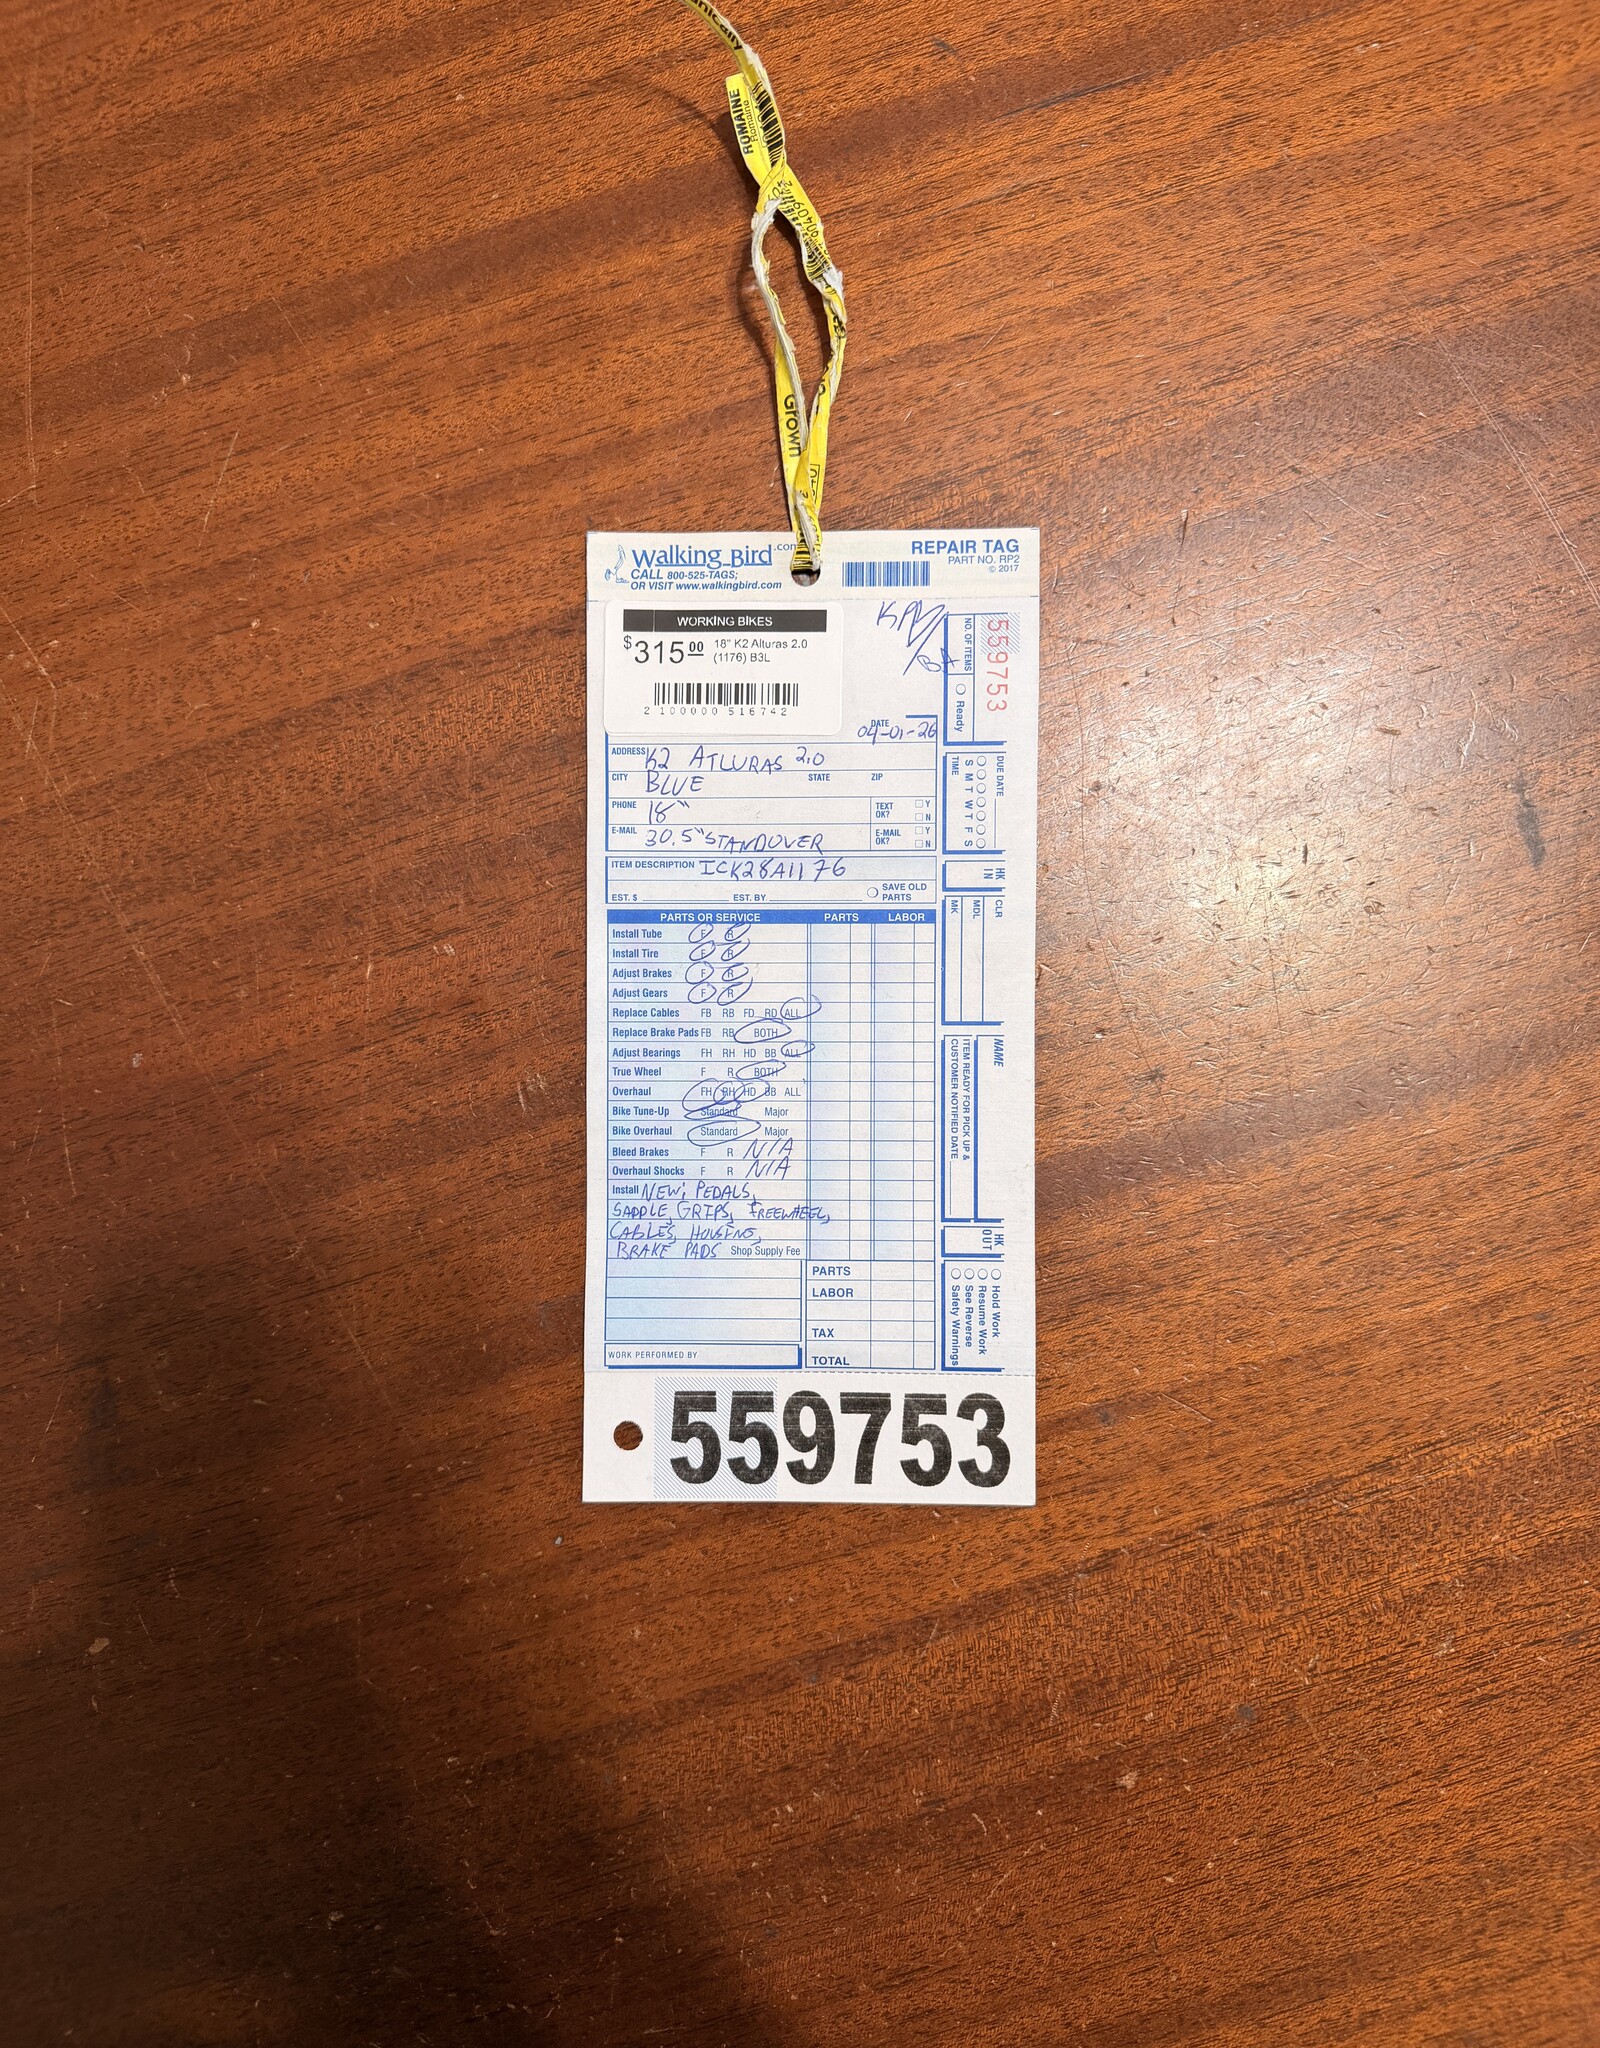 ROMAINE
Romaine
Grown
Walking Bird.com
CALL 800-525-TAGS;
OR VISIT www.walkingbird.com
REPAIR TAG
PART NO. RP2
© 2017
WORKING BIKES
$315.00 18" K2 Alturas 2.0
(1176) B3L
2 100000 516742
DATE
04-01-26
ADDRESS K2 ATLURAS 2.0
CITY BLUE STATE ZIP
PHONE 18" TEXT OK? Y N
E-MAIL 30.5" STANDOVER E-MAIL OK? Y N
ITEM DESCRIPTION ICK28A1176
EST. $ EST. BY SAVE OLD PARTS
PARTS OR SERVICE PARTS LABOR
Install Tube F R
Install Tire F R
Adjust Brakes F R
Adjust Gears F R
Replace Cables FB RB FD RD ALL
Replace Brake Pads FB RB BOTH
Adjust Bearings FH RH HD BB ALL
True Wheel F R BOTH
Overhaul FH RH HD BB ALL
Bike Tune-Up Standard Major
Bike Overhaul Standard Major
Bleed Brakes F R N/A
Overhaul Shocks F R N/A
Install NEW: PEDALS,
SADDLE, GRIPS, FREEWHEEL,
CABLES, HOUSING,
BRAKE PADS Shop Supply Fee
PARTS
LABOR
TAX
TOTAL
WORK PERFORMED BY
559753
NO. OF ITEMS
Ready
DUE DATE
S M T W T F S
TIME
HK IN
CLR
MDL
MK
NAME
ITEM READY FOR PICK UP &
CUSTOMER NOTIFIED DATE
HK OUT
Hold Work
Resume Work
See Reverse
Safety Warnings
559753